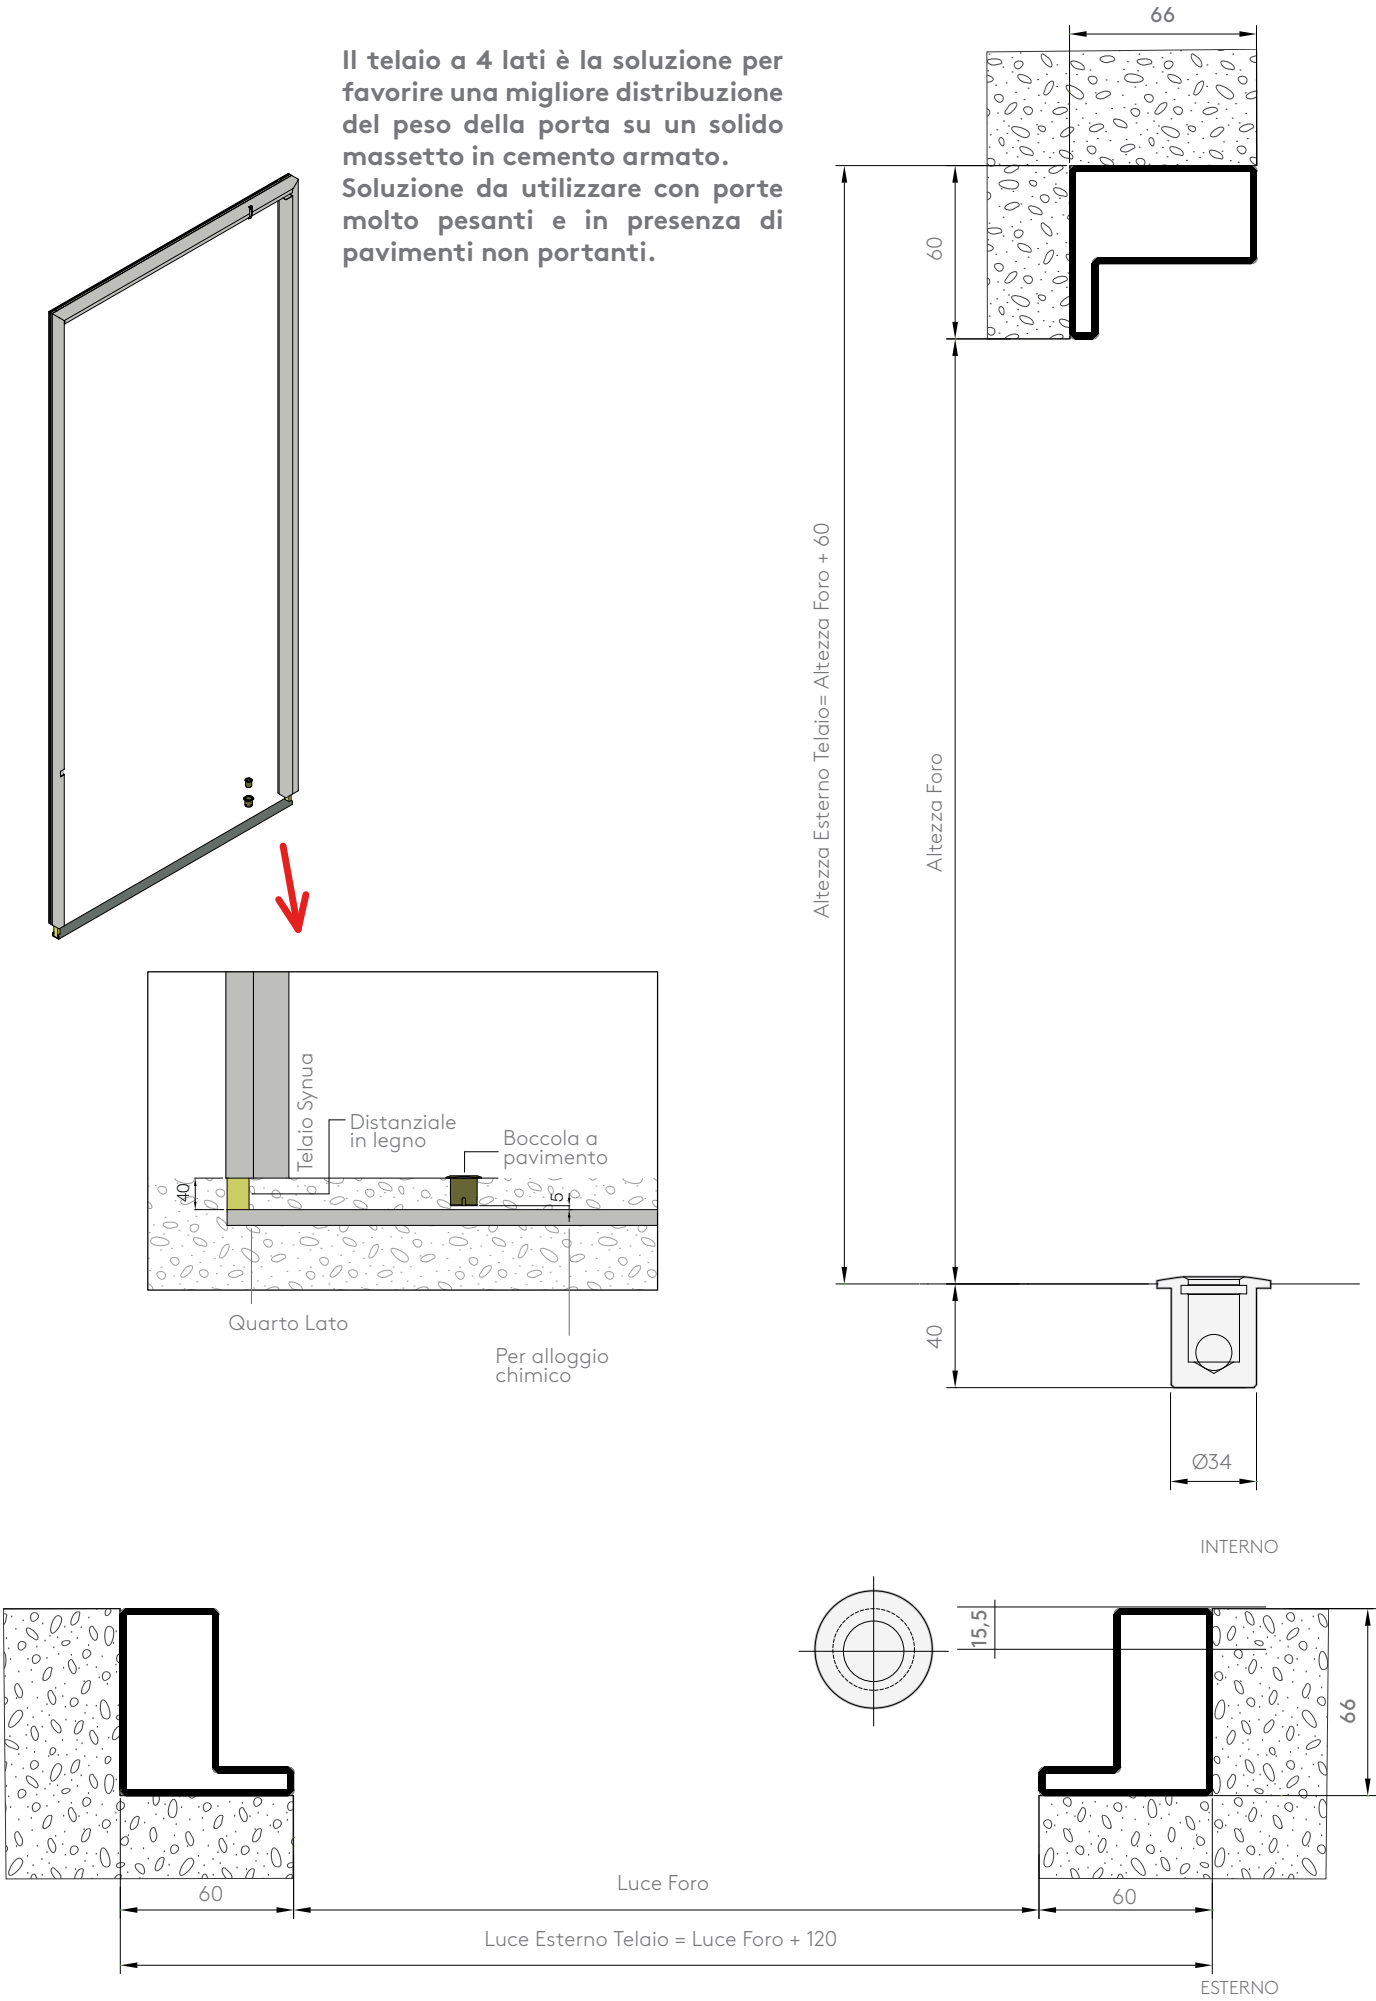 66
Il telaio a 4 lati è la soluzione per
favorire una migliore distribuzione
del peso della porta su un solido
massetto in cemento armato.
Soluzione da utilizzare con porte
molto pesanti e in presenza di
pavimenti non portanti.
60
Altezza Esterno Telaio= Altezza Foro + 60
Altezza Foro
Telaio Synua
Distanziale
in legno
Boccola a
pavimento
40
5
Quarto Lato
Per alloggio
chimico
40
Ø34
INTERNO
15,5
66
60
Luce Foro
60
Luce Esterno Telaio = Luce Foro + 120
ESTERNO